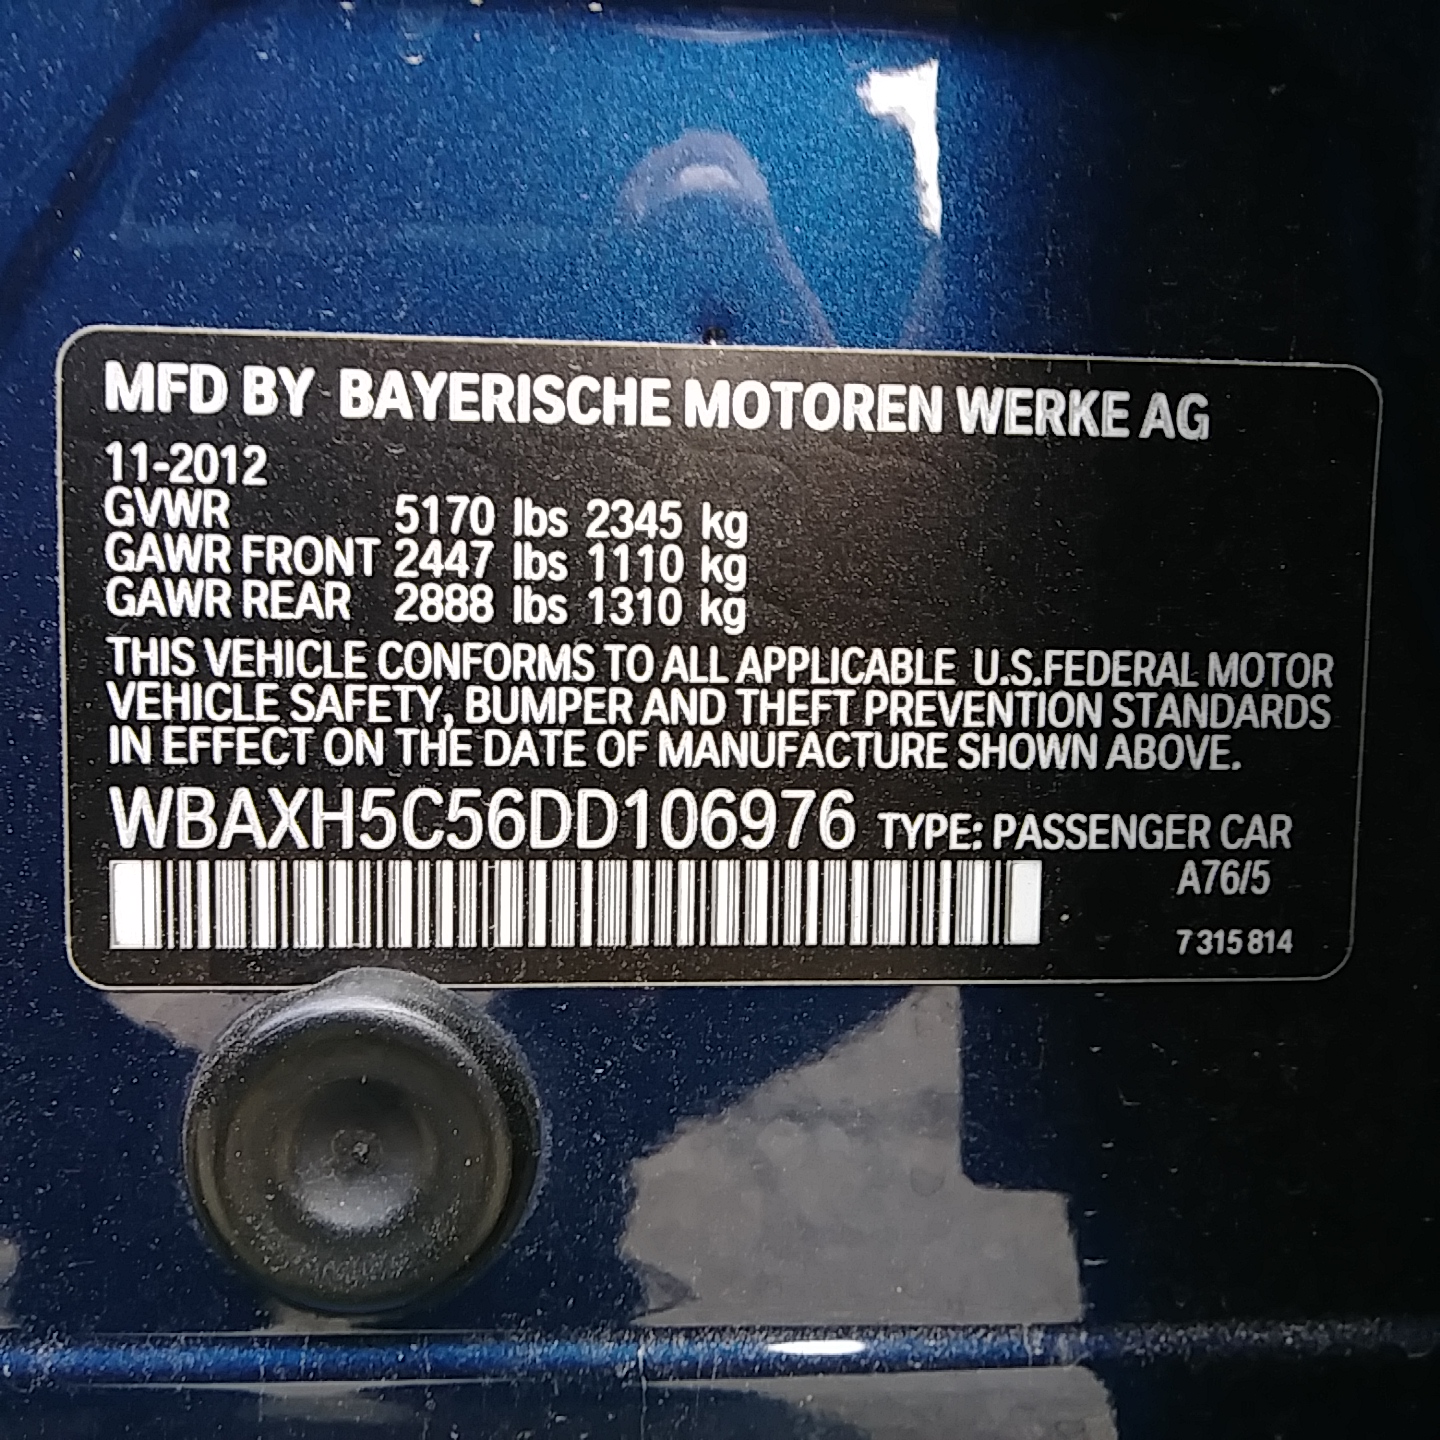 MFD BY BAYERISCHE MOTOREN WERKE AG
11-2012
GVWR 5170 lbs 2345 kg
GAWR FRONT 2447 lbs 1110 kg
GAWR REAR 2888 lbs 1310 kg
THIS VEHICLE CONFORMS TO ALL APPLICABLE U.S.FEDERAL MOTOR
VEHICLE SAFETY, BUMPER AND THEFT PREVENTION STANDARDS
IN EFFECT ON THE DATE OF MANUFACTURE SHOWN ABOVE.
WBAXH5C56DD106976 TYPE: PASSENGER CAR
A76/5
7 315 814